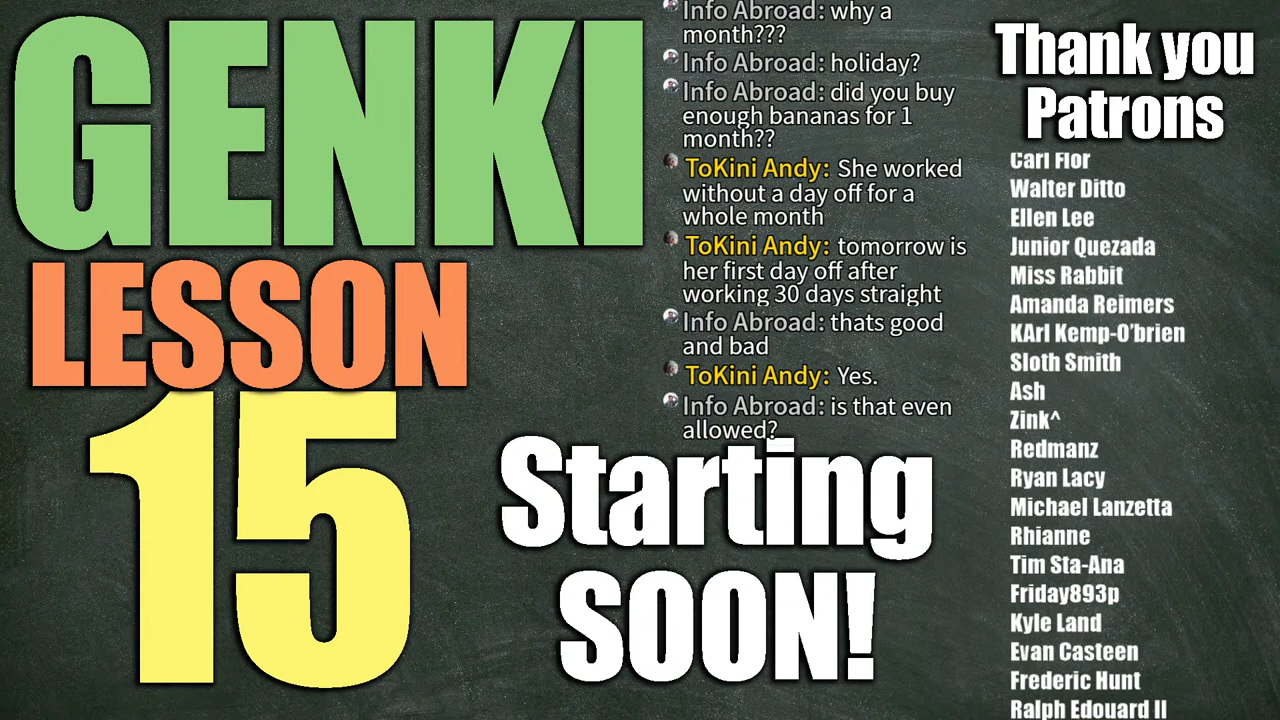 GENKI
LESSON
15
Info Abroad: why a
month???
Info Abroad: holiday?
Info Abroad: did you buy
enough bananas for 1
month??
ToKini Andy: She worked
without a day off for a
whole month
ToKini Andy: tomorrow is
her first day off after
working 30 days straight
Info Abroad: thats good
and bad
ToKini Andy: Yes.
Info Abroad: is that even
allowed?
Starting
SOON!
Thank you
Patrons
Carl Flor
Walter Ditto
Ellen Lee
Junior Quezada
Miss Rabbit
Amanda Reimers
KArl Kemp-O’brien
Sloth Smith
Ash
Zink^
Redmanz
Ryan Lacy
Michael Lanzetta
Rhianne
Tim Sta-Ana
Friday893p
Kyle Land
Evan Casteen
Frederic Hunt
Ralph Edouard II